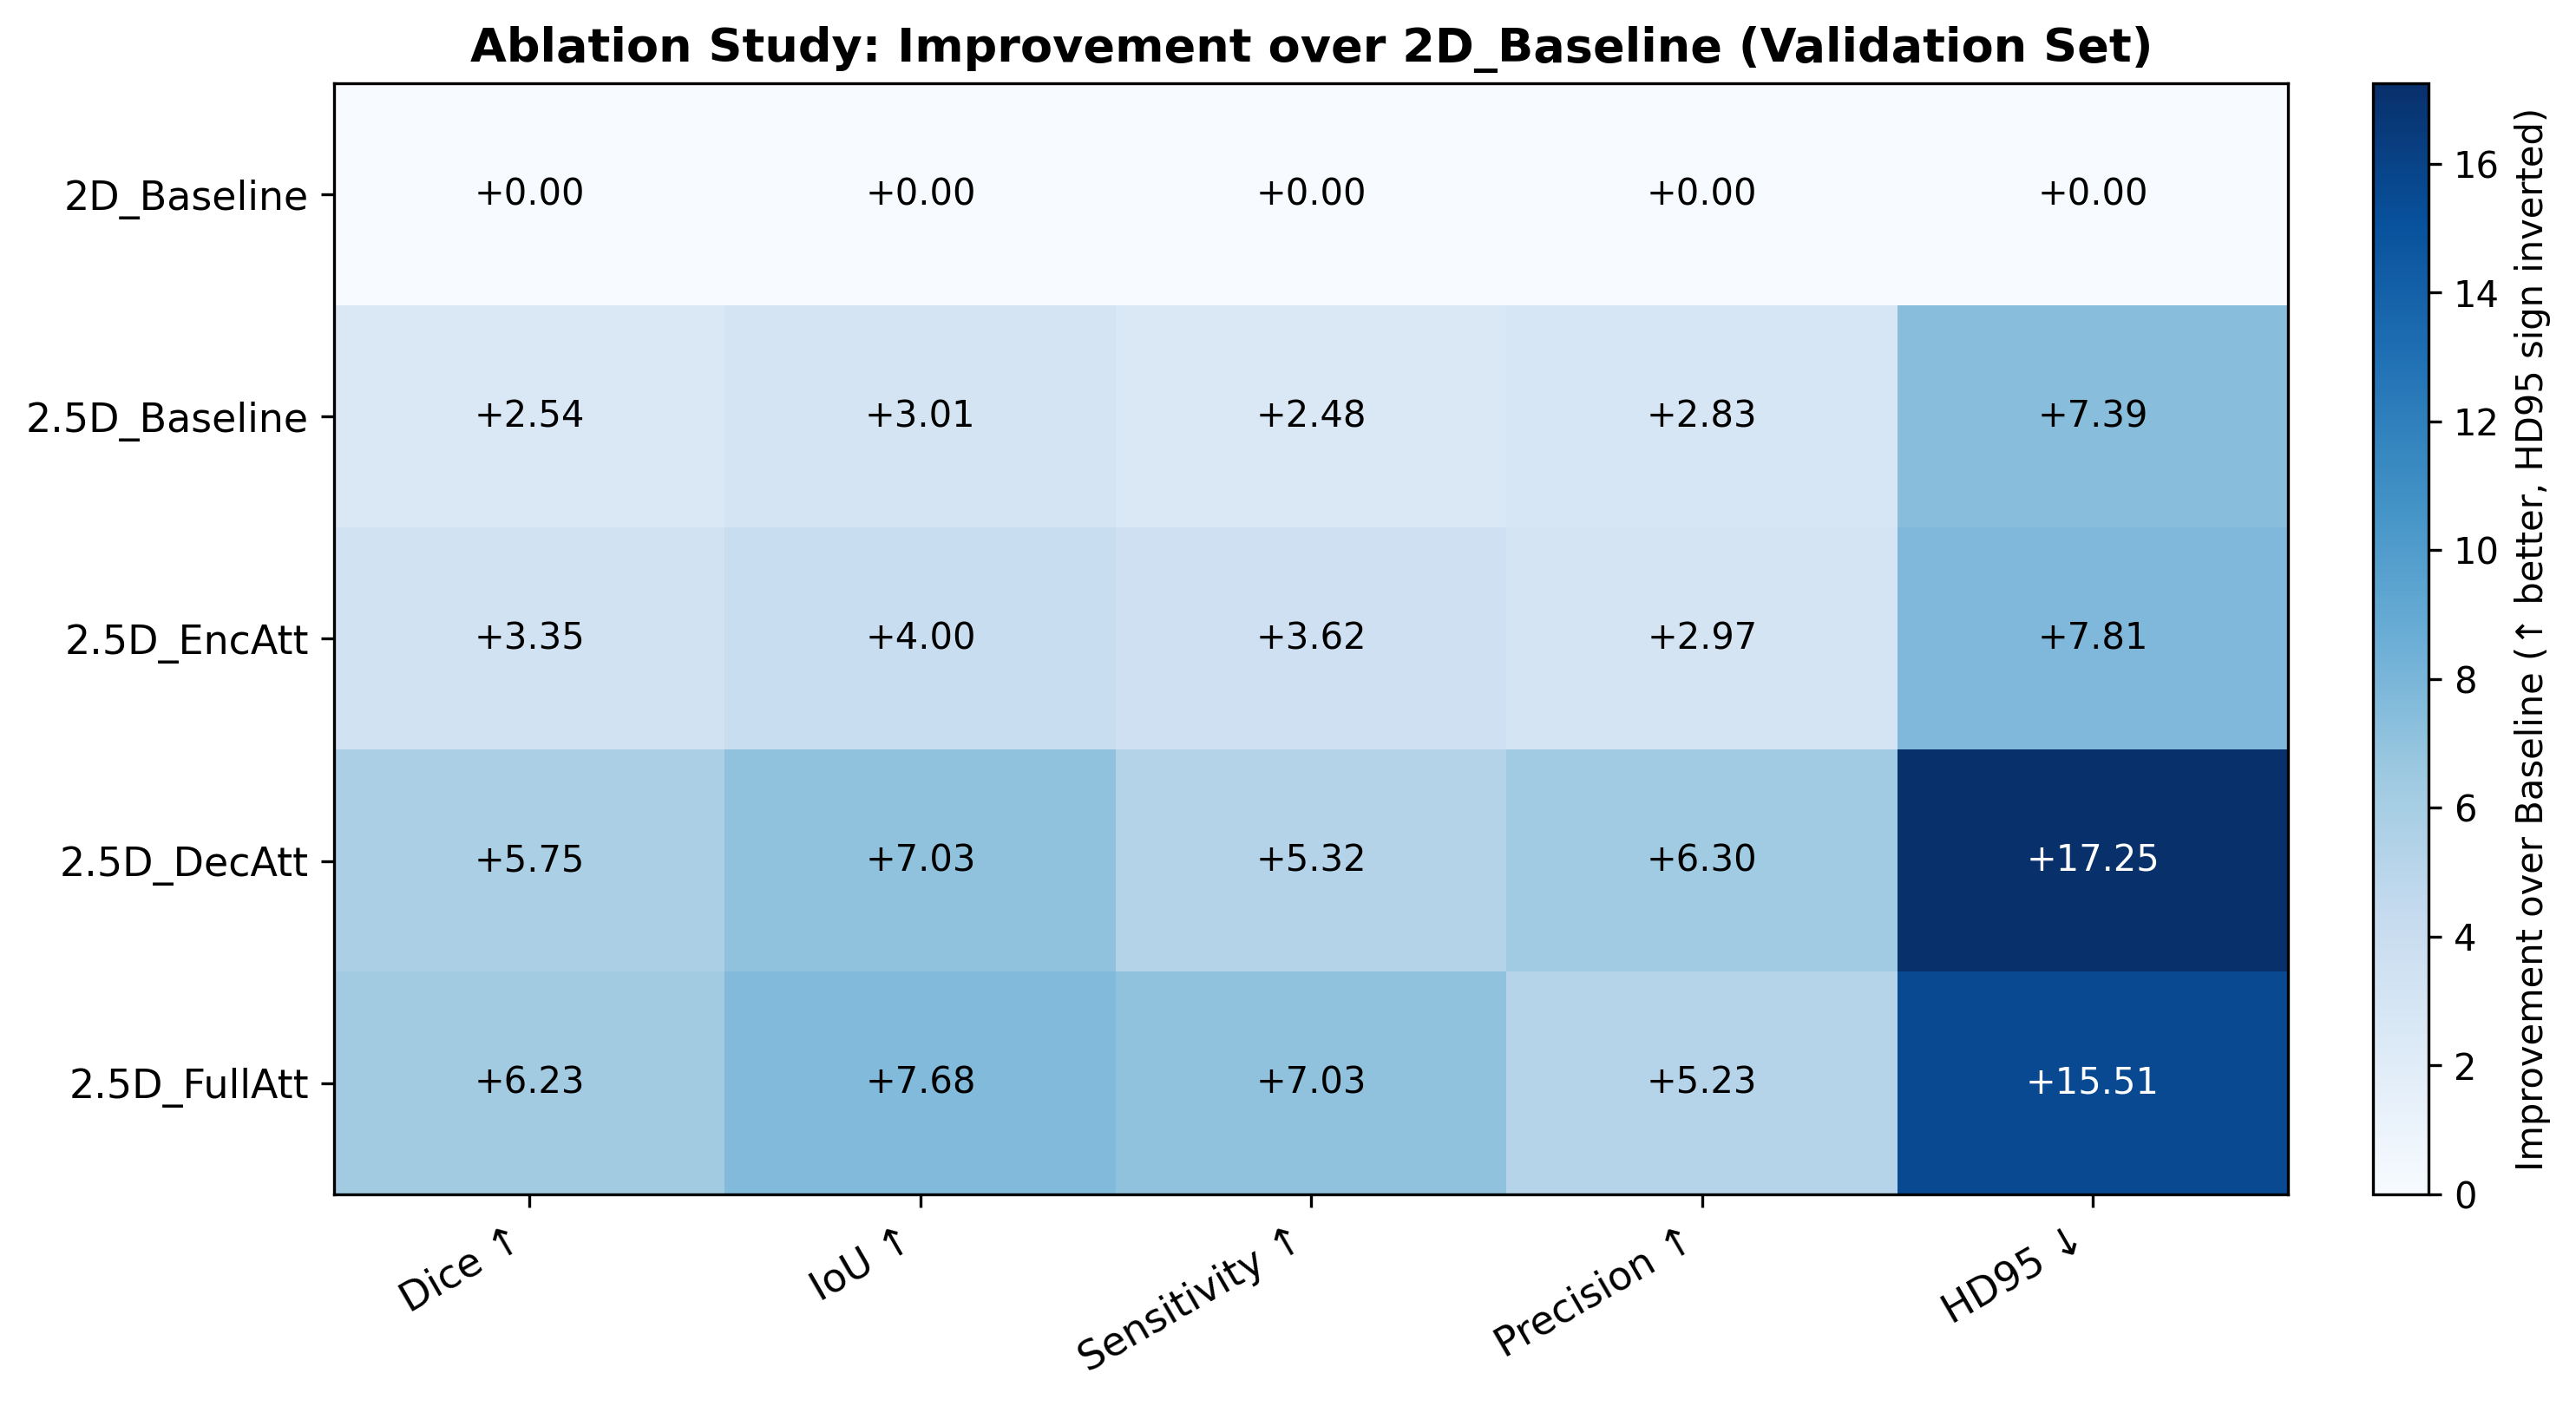 Ablation Study: Improvement over 2D_Baseline (Validation Set)
2D_Baseline +0.00 +0.00 +0.00 +0.00 +0.00
2.5D_Baseline +2.54 +3.01 +2.48 +2.83 +7.39
2.5D_EncAtt +3.35 +4.00 +3.62 +2.97 +7.81
2.5D_DecAtt +5.75 +7.03 +5.32 +6.30 +17.25
2.5D_FullAtt +6.23 +7.68 +7.03 +5.23 +15.51
Dice ↑ IoU ↑ Sensitivity ↑ Precision ↑ HD95 ↓
16
14
12
10
8
6
4
2
0
Improvement over Baseline (↑ better, HD95 sign inverted)